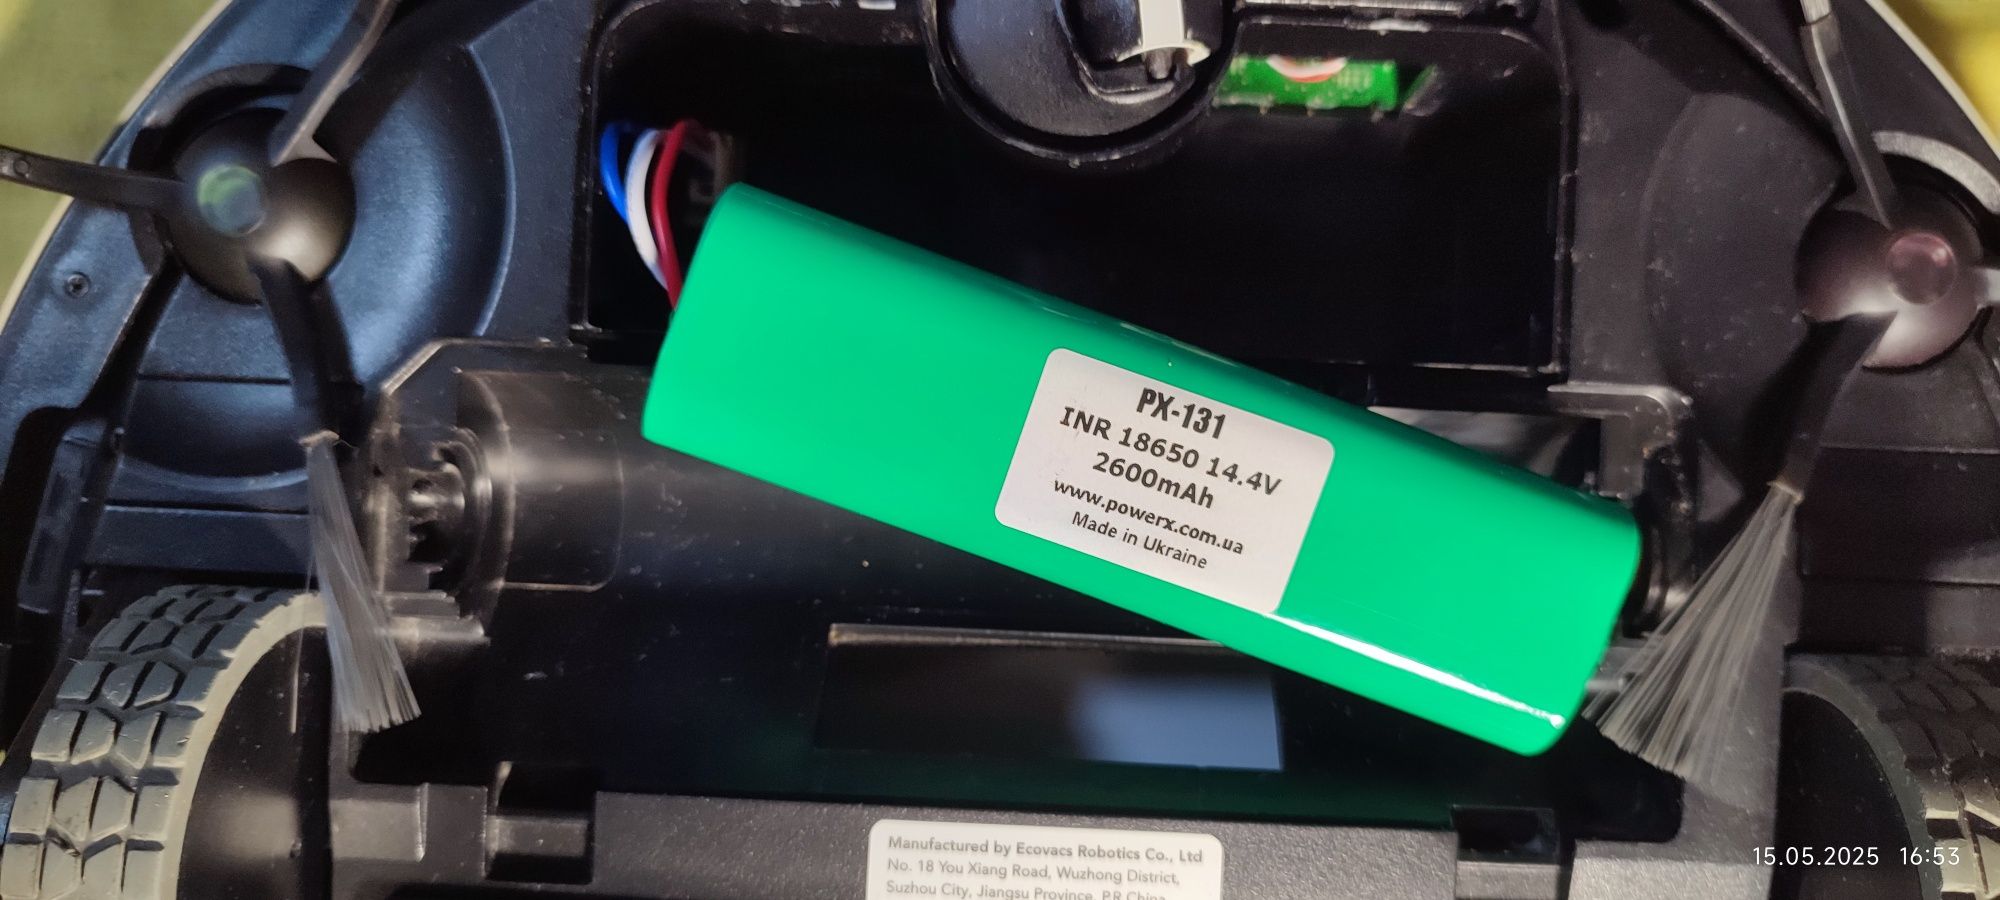 PX-131
INR 18650 14.4V
2600mAh
www.powerx.com.ua
Made in Ukraine
Manufactured by Ecovacs Robotics Co., Ltd
No. 18 You Xiang Road, Wuzhong District,
Suzhou City, Jiangsu Province, P.R China
15.05.2025 16:53